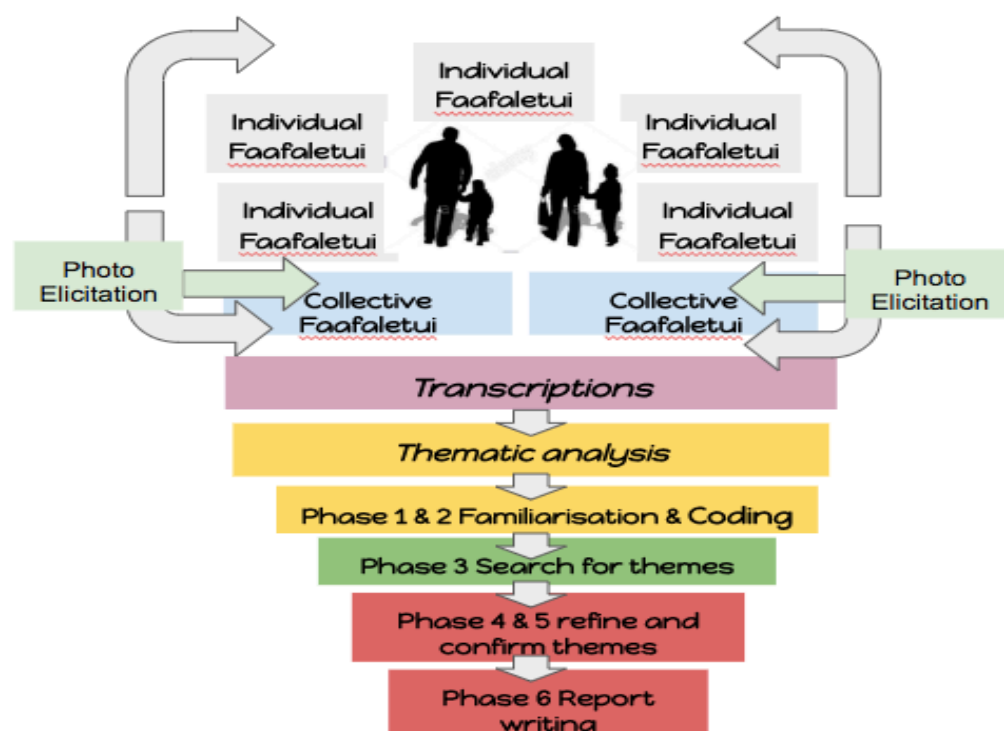 Individual
Faafaletui
Individual
Faafaletui
Individual
Faafaletui
Individual
Faafaletui
Individual
Faafaletui
Photo
Elicitation
Photo
Elicitation
Collective
Faafaletui
Collective
Faafaletui
Transcriptions
Thematic analysis
Phase 1 & 2 Familiarisation & Coding
Phase 3 Search for themes
Phase 4 & 5 refine and
confirm themes
Phase 6 Report
writing